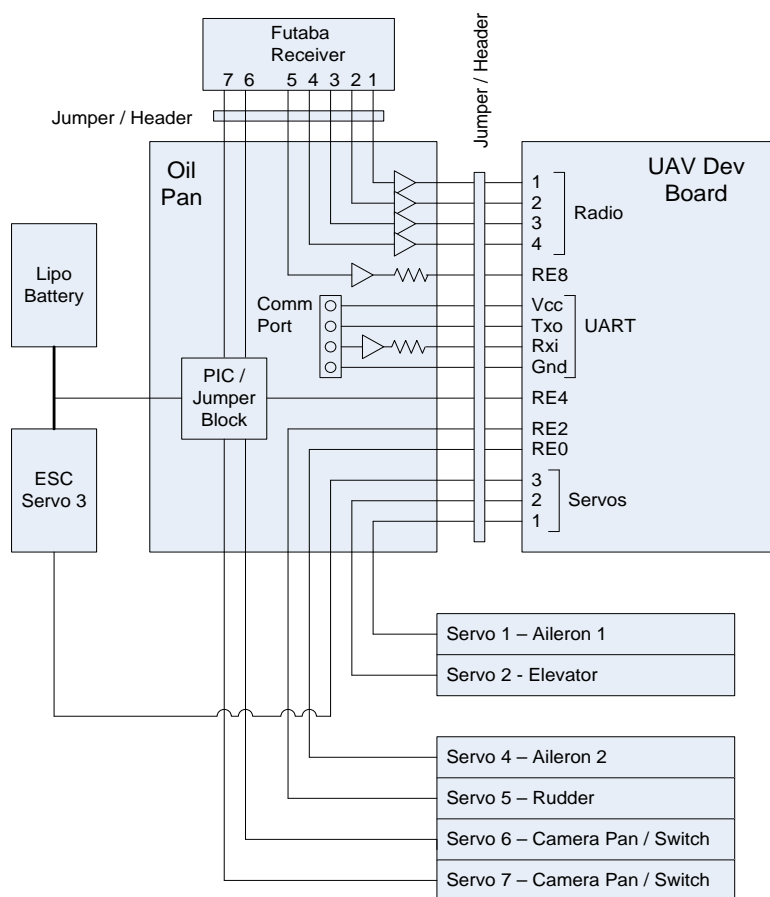 Futaba
Receiver
7 6 5 4 3 2 1
Jumper / Header
Jumper / Header
Oil
Pan
UAV Dev
Board
1
2
3
4
Radio
RE8
Lipo
Battery
Comm
Port
Vcc
Txo
Rxi
Gnd
UART
PIC /
Jumper
Block
RE4
RE2
RE0
ESC
Servo 3
3
2
1
Servos
Servo 1 – Aileron 1
Servo 2 - Elevator
Servo 4 – Aileron 2
Servo 5 – Rudder
Servo 6 – Camera Pan / Switch
Servo 7 – Camera Pan / Switch